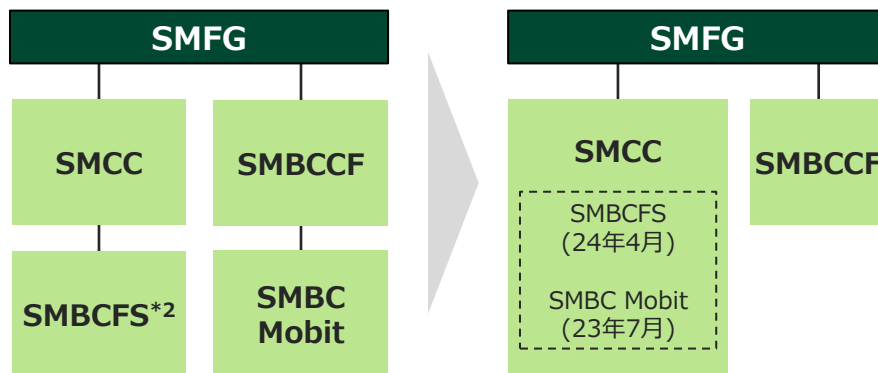 SMFG
SMCC
SMBCCF
SMBCFS*2
SMBC
Mobit
SMFG
SMCC
SMBCFS
(24年4月)
SMBC Mobit
(23年7月)
SMBCCF